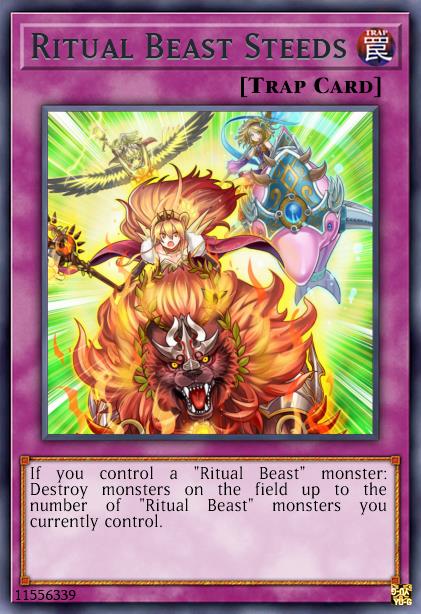 Ritual Beast Steeds
TRAP
罠
[Trap Card]
If you control a "Ritual Beast" monster:
Destroy monsters on the field up to the
number of "Ritual Beast" monsters you
currently control.
11556339